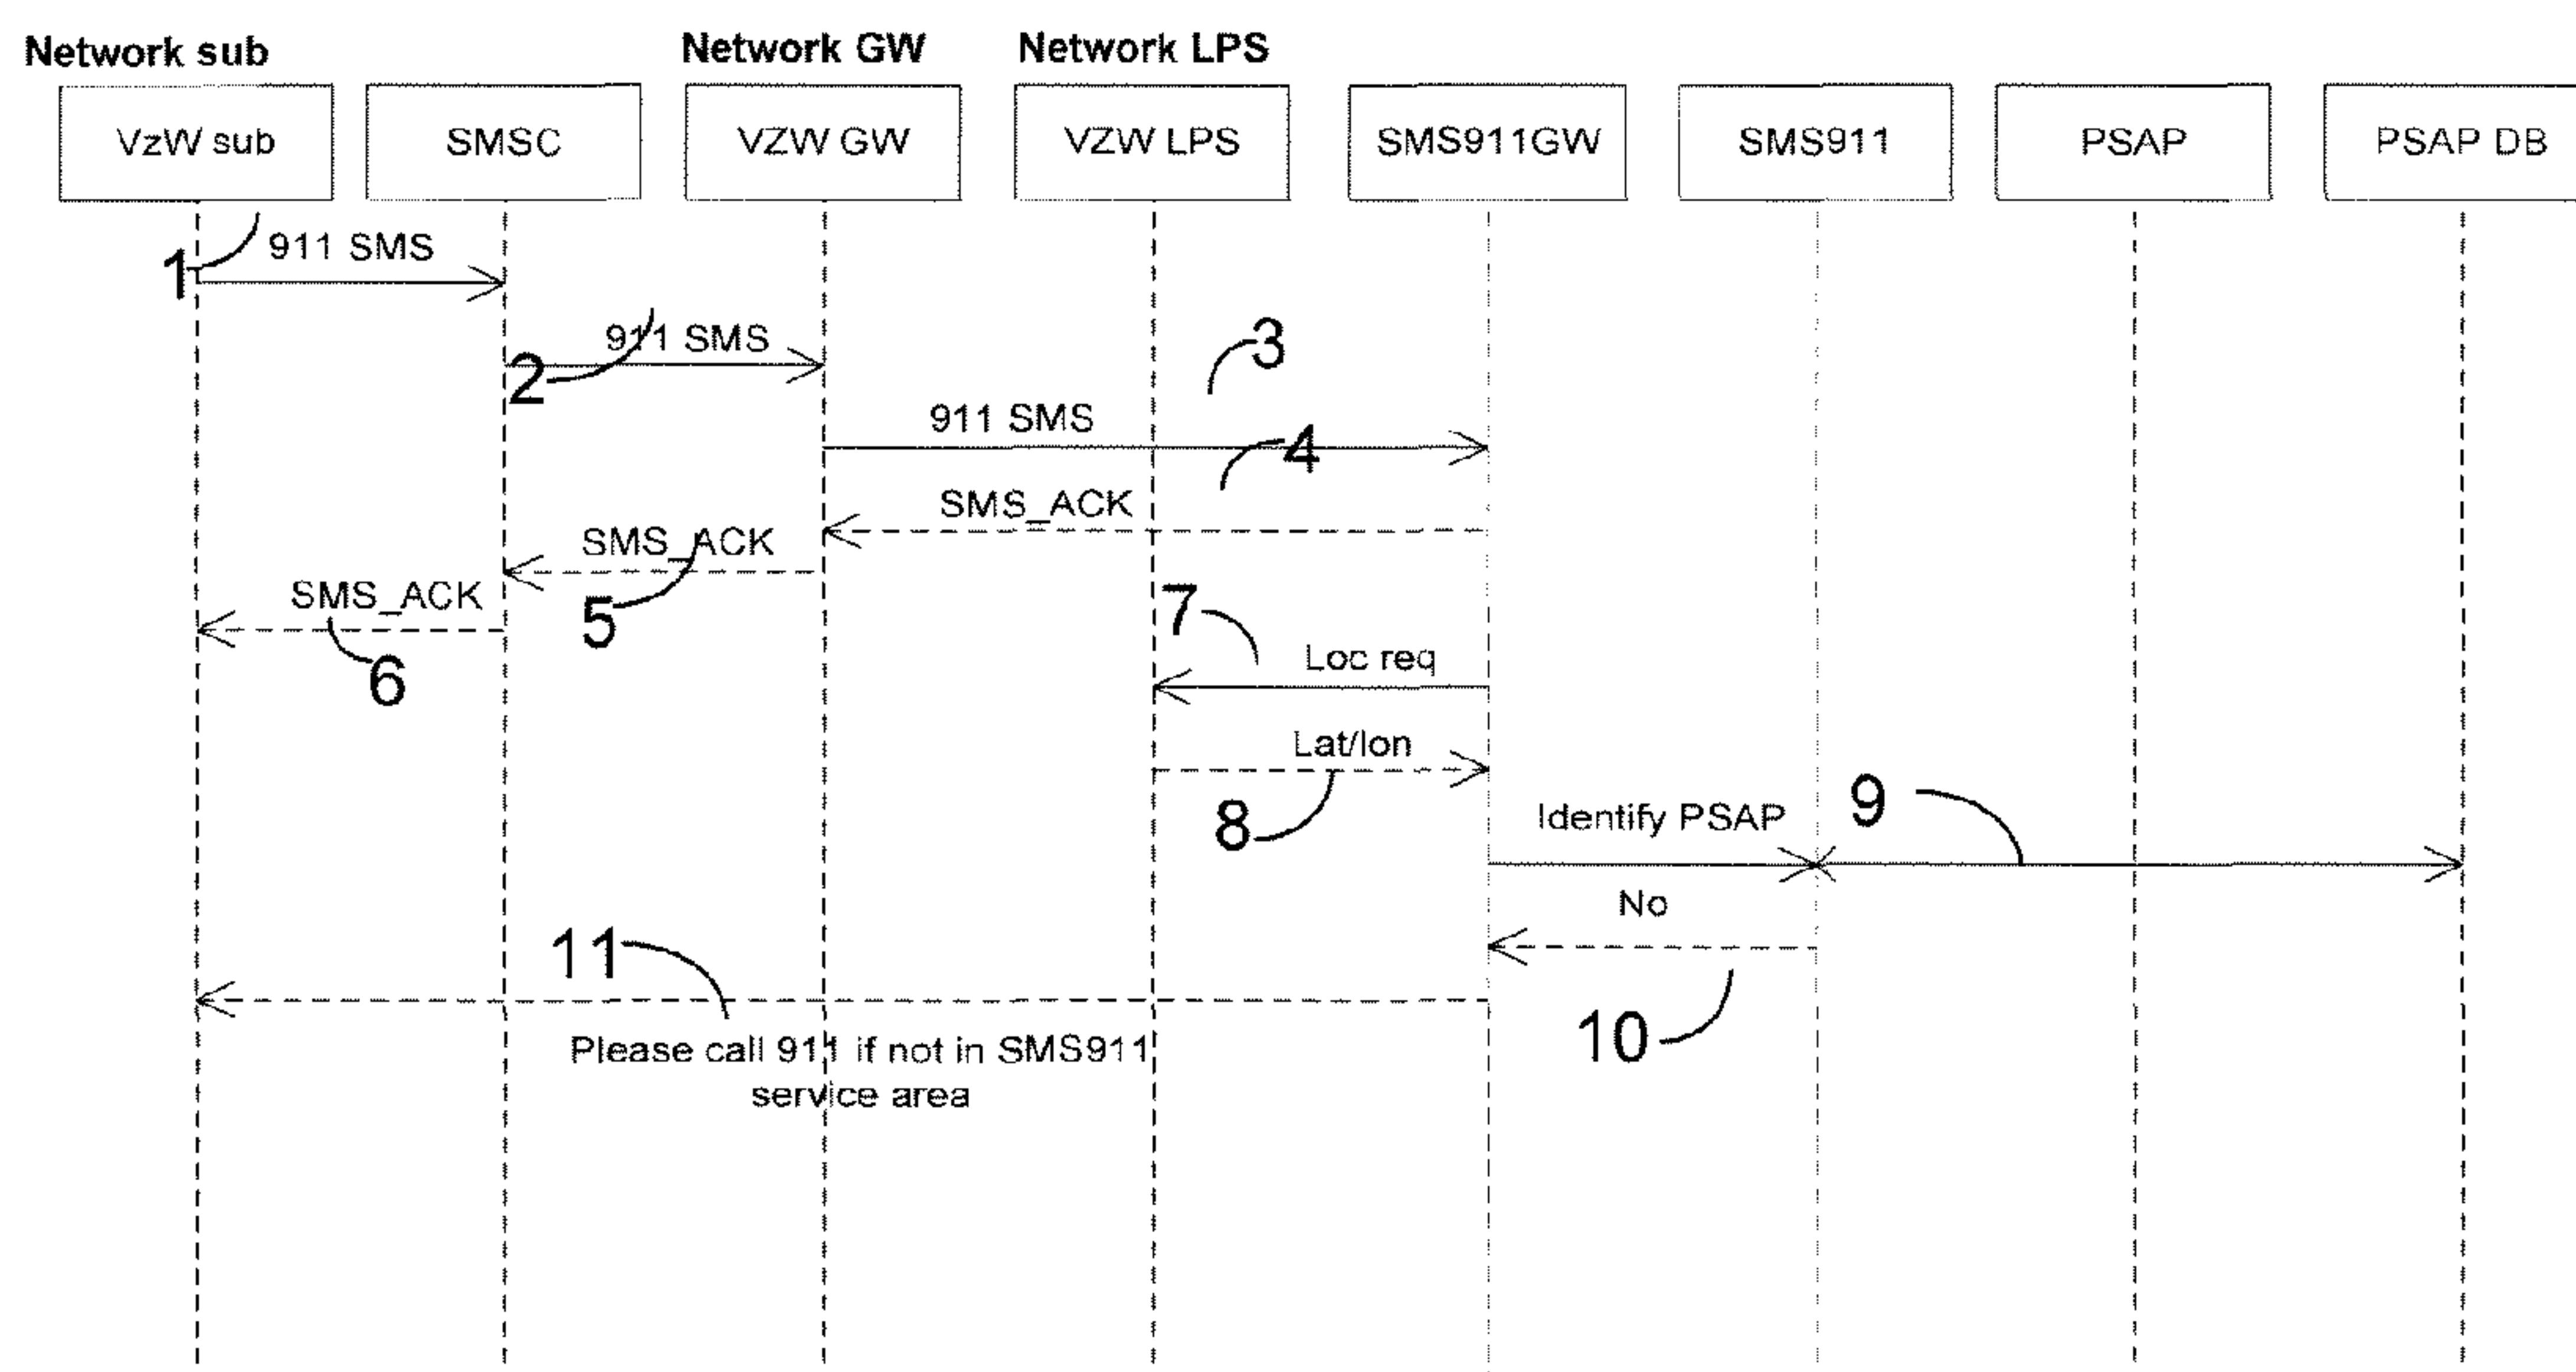 Network sub
Network GW
Network LPS
VzW sub
SMSC
VZW GW
VZW LPS
SMS911GW
SMS911
PSAP
PSAP DB
1
911 SMS
2
911 SMS
3
911 SMS
4
SMS_ACK
SMS_ACK
5
SMS_ACK
6
7
Loc req
Lat/lon
8
Identify PSAP
9
No
10
11
Please call 911 if not in SMS911
service area